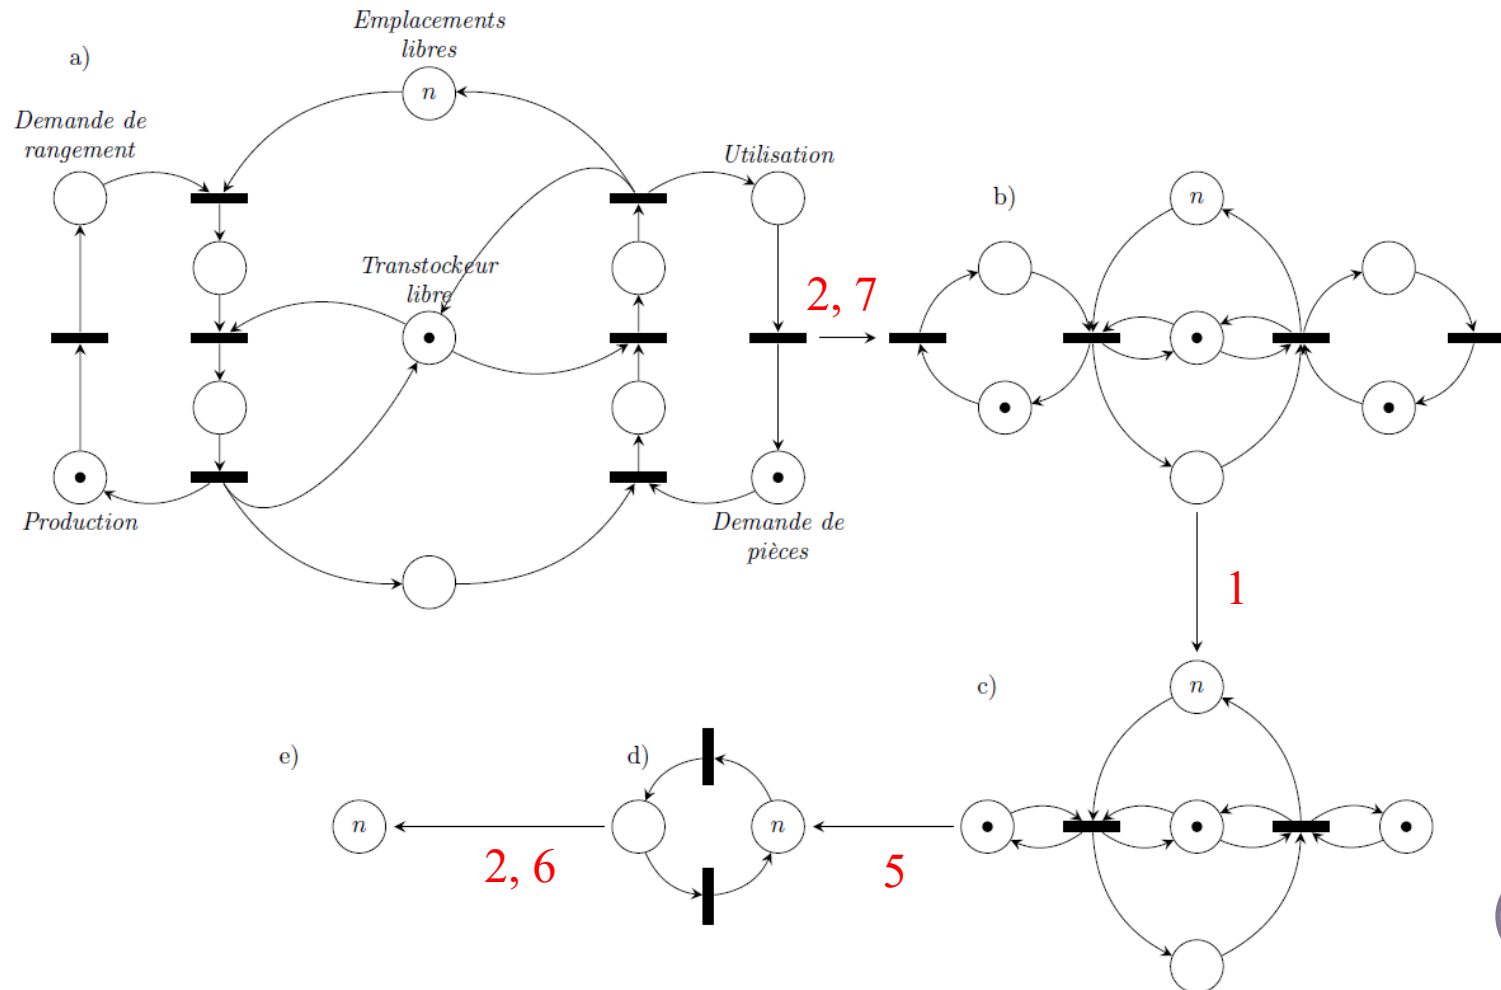 a)
Emplacements
libres
n
Demande de
rangement
Utilisation
Transtockeur
libre
2, 7
Production
Demande de
pièces
b)
n
1
c)
n
5
d)
n
2, 6
e)
n